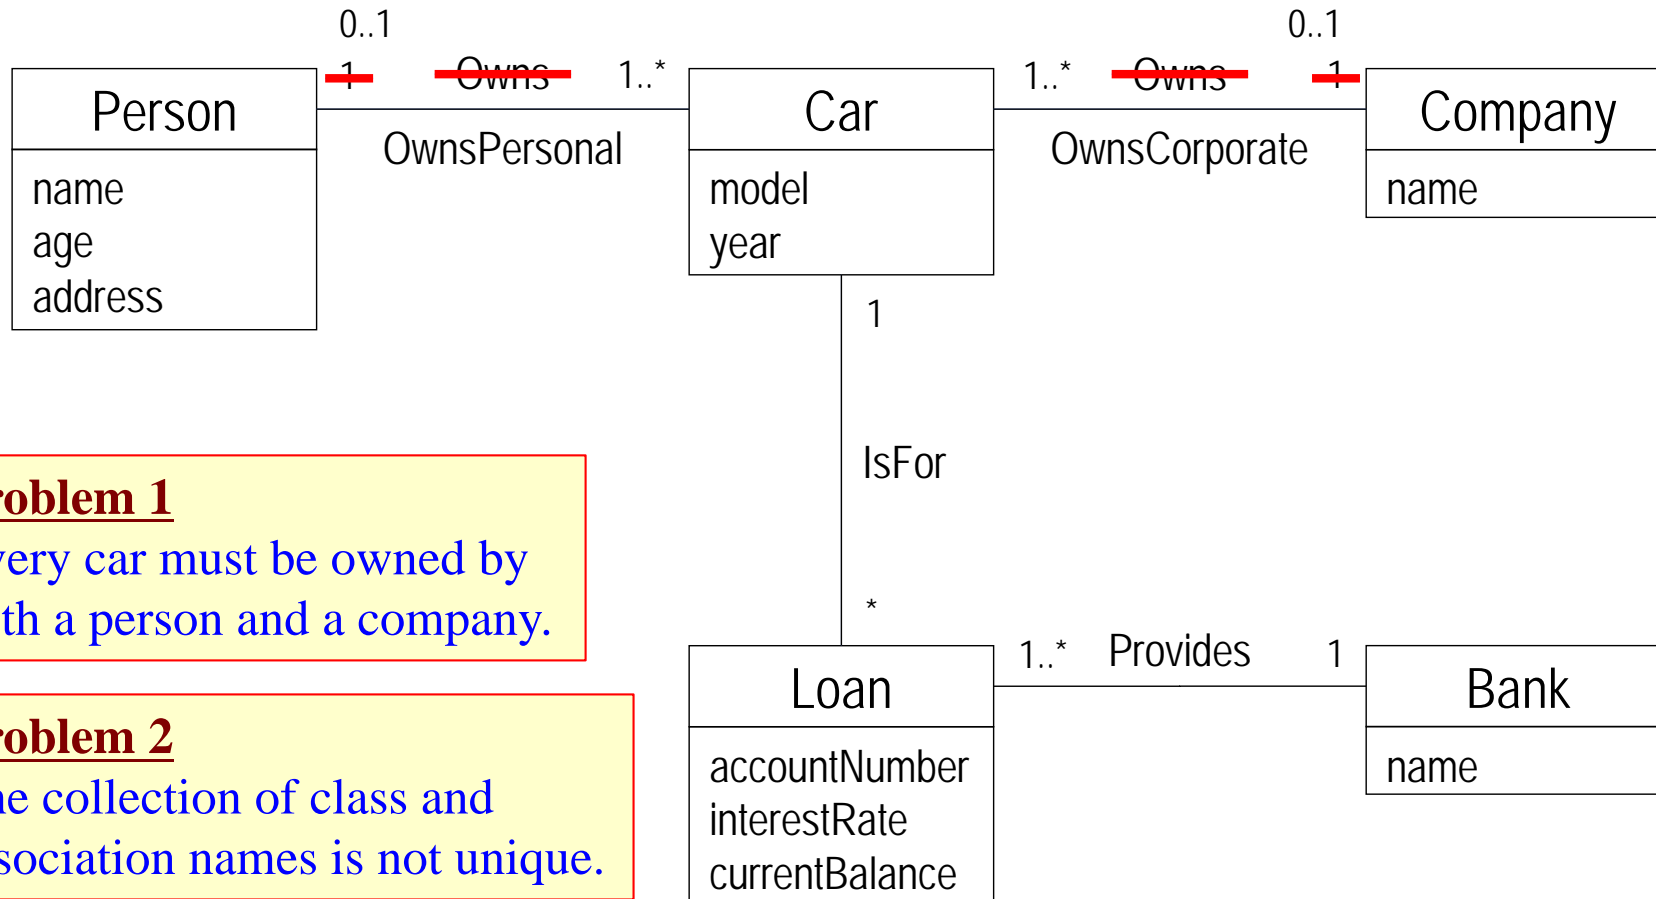 0..1
0..1
1 Owns 1..*
1..* Owns 1
Person
Car
Company
OwnsPersonal
OwnsCorporate
name
age
address
model
year
name
1
IsFor
*
roblem 1
very car must be owned by
th a person and a company.
1..* Provides 1
Loan
Bank
roblem 2
ne collection of class and
sociation names is not unique.
accountNumber
interestRate
currentBalance
name